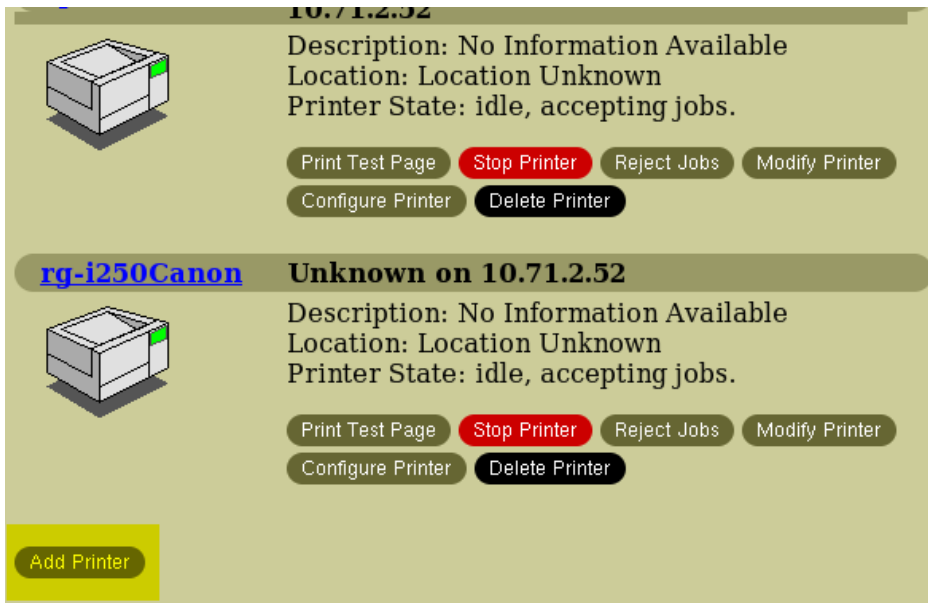 10.71.2.52
Description: No Information Available
Location: Location Unknown
Printer State: idle, accepting jobs.
Print Test Page Stop Printer Reject Jobs Modify Printer
Configure Printer Delete Printer
rg-i250Canon Unknown on 10.71.2.52
Description: No Information Available
Location: Location Unknown
Printer State: idle, accepting jobs.
Print Test Page Stop Printer Reject Jobs Modify Printer
Configure Printer Delete Printer
Add Printer